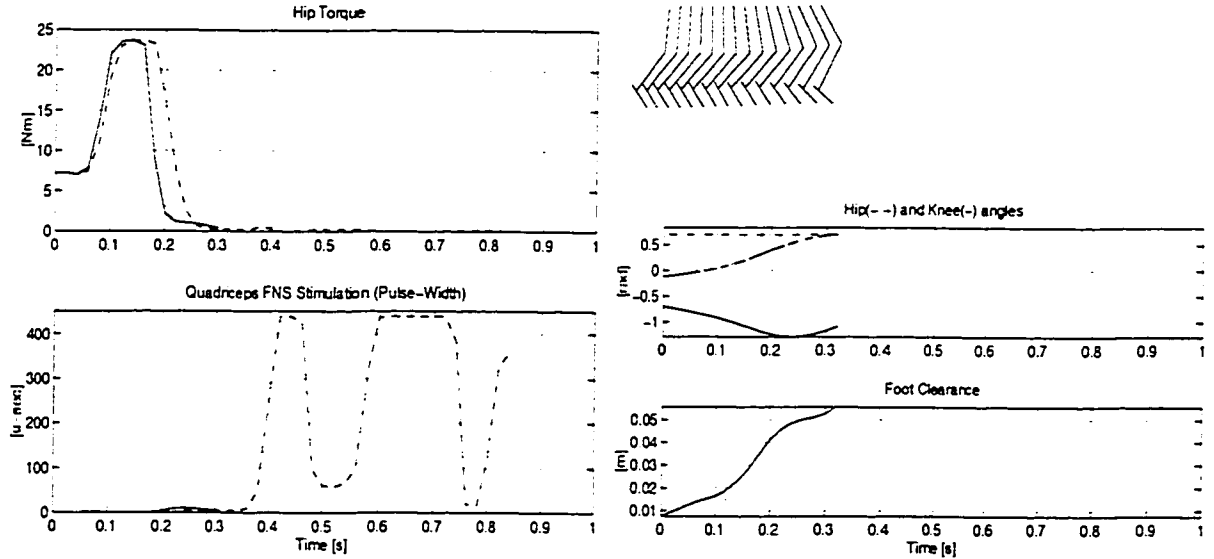 Hip Torque
25
20
15
10
5
0
[Nm]
0 0.1 0.2 0.3 0.4 0.5 0.6 0.7 0.8 0.9 1
Quadriceps FNS Stimulation (Pulse-Width)
400
300
200
100
0
0 0.1 0.2 0.3 0.4 0.5 0.6 0.7 0.8 0.9 1
Time [s]
Hip(- -) and Knee(-) angles
0.5
0
-0.5
-1
0 0.1 0.2 0.3 0.4 0.5 0.6 0.7 0.8 0.9 1
Foot Clearance
0.05
0.04
0.03
0.02
0.01
[m]
0 0.1 0.2 0.3 0.4 0.5 0.6 0.7 0.8 0.9 1
Time [s]